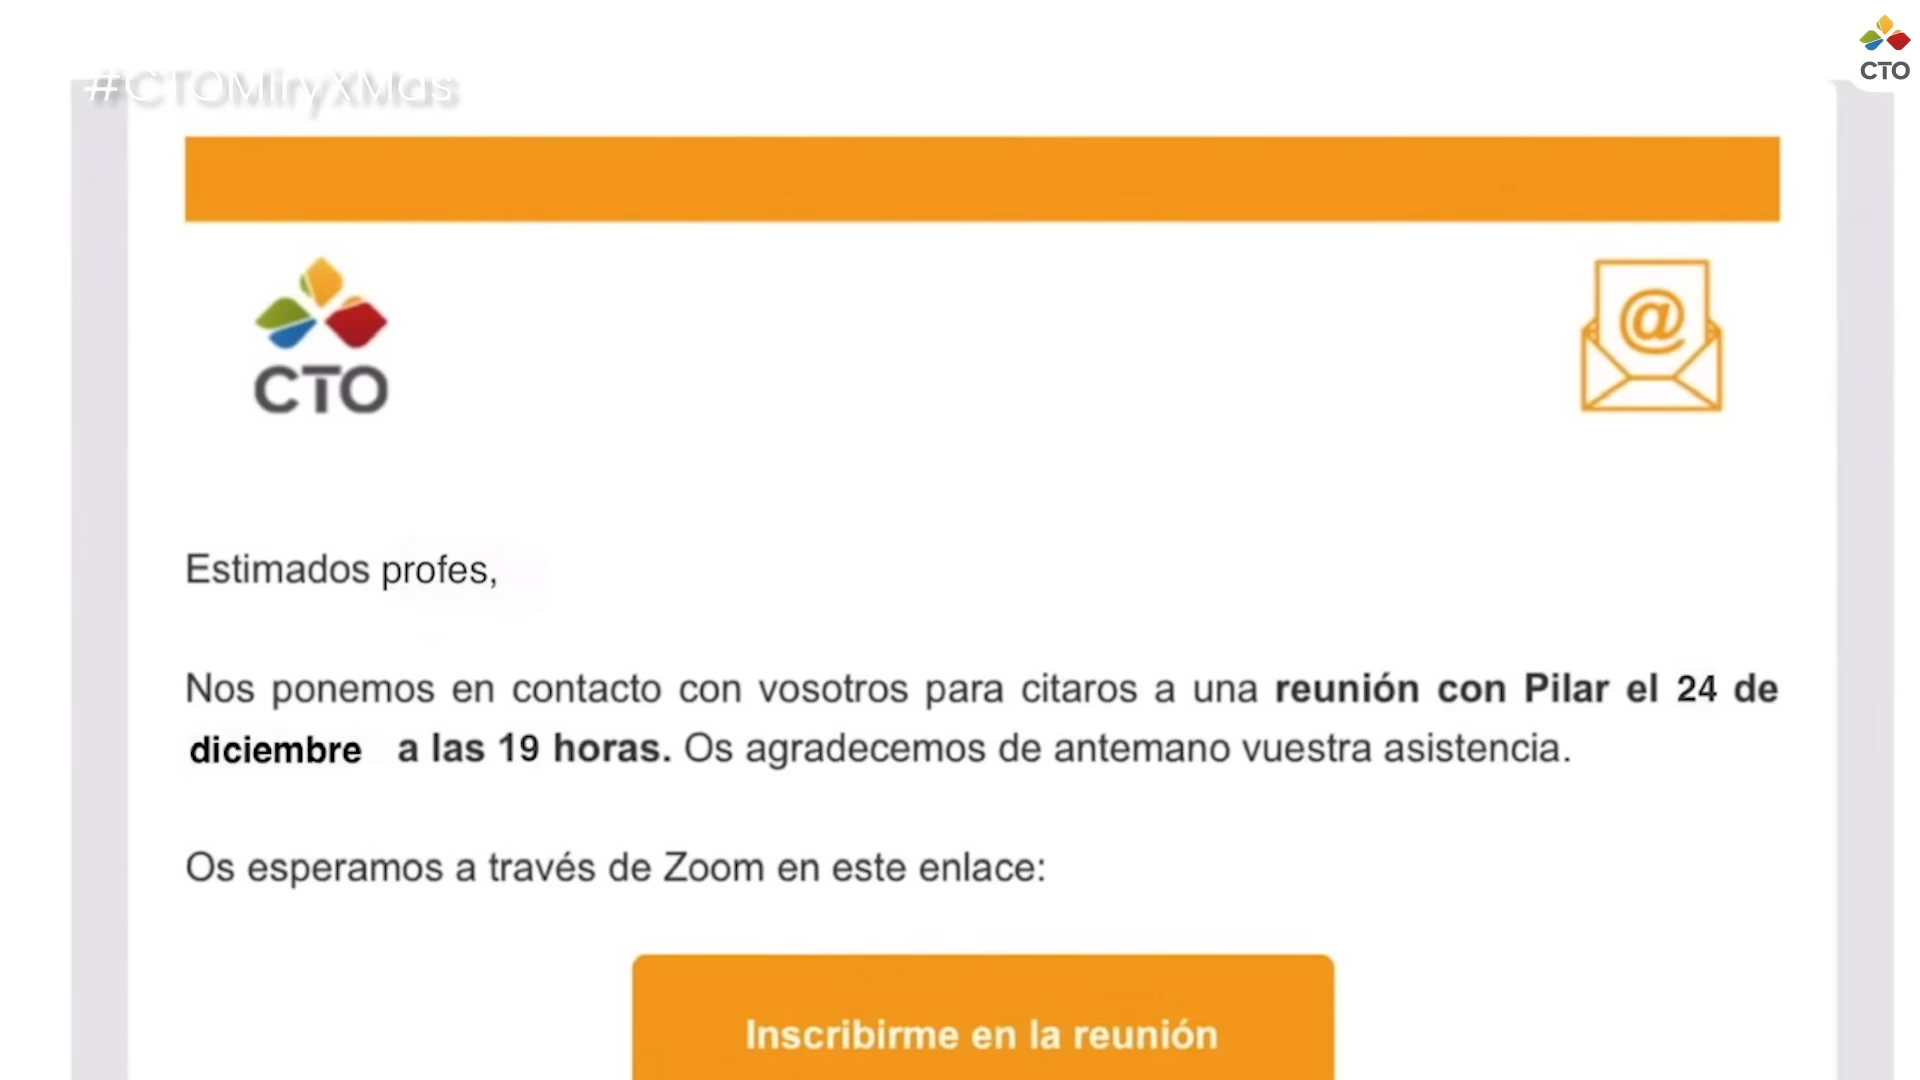 #CTOMiryXMas
CTO
CTO
@
Estimados profes,
Nos ponemos en contacto con vosotros para citaros a una reunión con Pilar el 24 de
diciembre a las 19 horas. Os agradecemos de antemano vuestra asistencia.
Os esperamos a través de Zoom en este enlace:
Inscribirme en la reunión